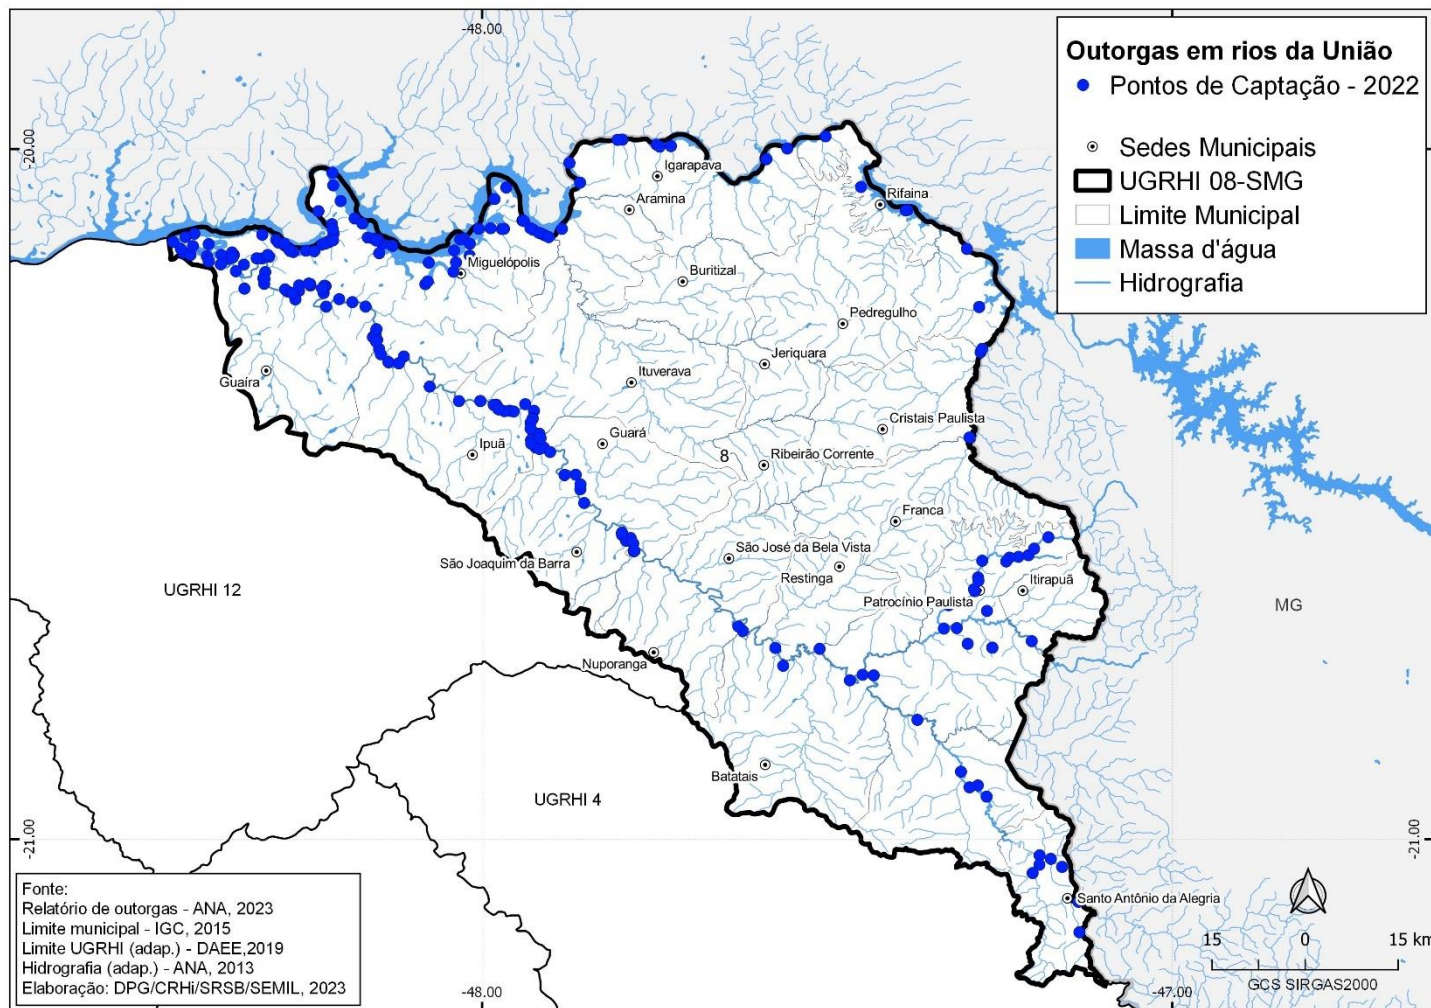 -48.00
Outorgas em rios da União
Pontos de Captação - 2022
Sedes Municipais
UGRHI 08-SMG
Limite Municipal
Massa d'água
Hidrografia
-20.00
-20.00
Igarapava
Aramina
Rifaina
Miguelópolis
Buritizal
Pedregulho
Jeriquara
Guaíra
Ituverava
Cristais Paulista
Guará
Ipuã
8
Ribeirão Corrente
Franca
São José da Bela Vista
São Joaquim da Barra
Restinga
Itirapuã
Patrocínio Paulista
UGRHI 12
MG
Nuporanga
Batatais
UGRHI 4
-21.00
-21.00
Santo Antônio da Alegria
Fonte:
Relatório de outorgas - ANA, 2023
Limite municipal - IGC, 2015
Limite UGRHI (adap.) - DAEE,2019
Hidrografia (adap.) - ANA, 2013
Elaboração: DPG/CRHi/SRSB/SEMIL, 2023
15 0 15 km
GCS SIRGAS2000
-48.00
-47.00